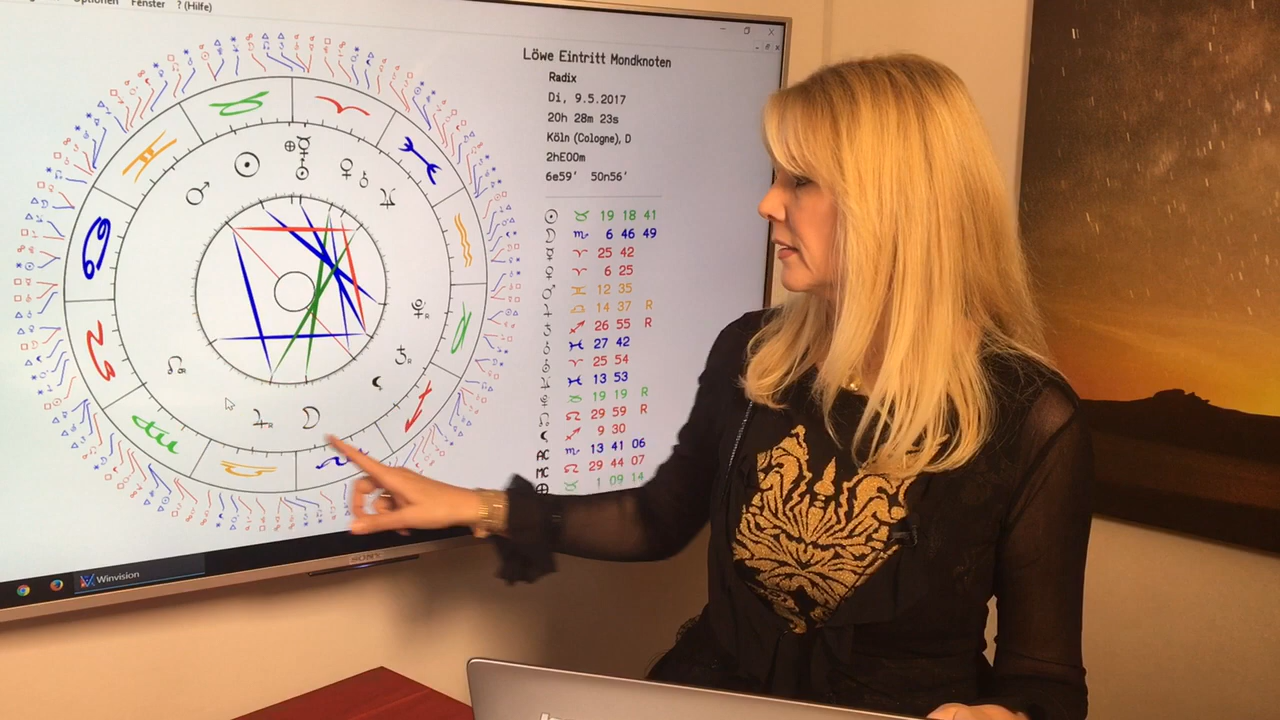 Optionen Fenster ? (Hilfe)
Löwe Eintritt Mondknoten
Radix
Di, 9.5.2017
20h 28m 23s
Köln (Cologne), D
2hE00m
6e59' 50n56'
☉ ♉ 19 18 41
☽ ♏ 6 46 49
☿ ♈ 25 42
♀ ♈ 6 25
♂ ♊ 12 35
♃ ♎ 14 37 R
♄ ♐ 26 55 R
⚷ ♓ 27 42
♅ ♈ 25 54
♆ ♓ 13 53
♇ ♑ 19 19 R
☊ ♌ 29 59 R
⚸ ♐ 9 30
AC ♏ 13 41 06
MC ♌ 29 44 07
⊕ ♉ 1 09 14
Winvision